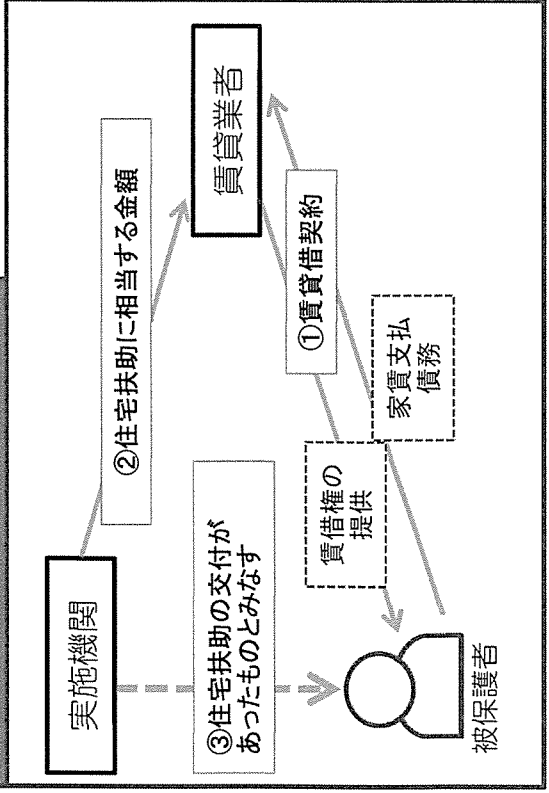 実施機関
②住宅扶助に相当する金額
賃貸業者
③住宅扶助の交付が
あったものとみなす
①賃貸借契約
賃借権の
提供
家賃支払
債務
被保護者